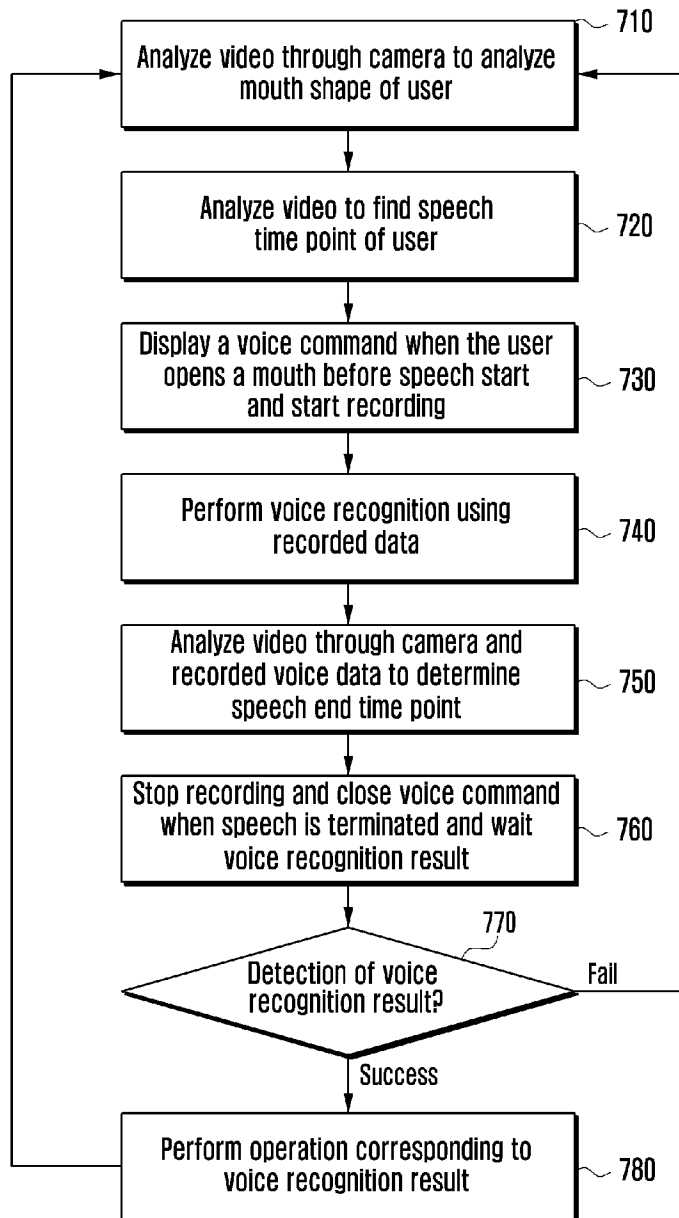 710
Analyze video through camera to analyze
mouth shape of user
Analyze video to find speech
time point of user
720
Display a voice command when the user
opens a mouth before speech start
and start recording
730
Perform voice recognition using
recorded data
740
Analyze video through camera and
recorded voice data to determine
speech end time point
750
Stop recording and close voice command
when speech is terminated and wait
voice recognition result
760
770
Detection of voice
recognition result?
Fail
Success
Perform operation corresponding to
voice recognition result
780